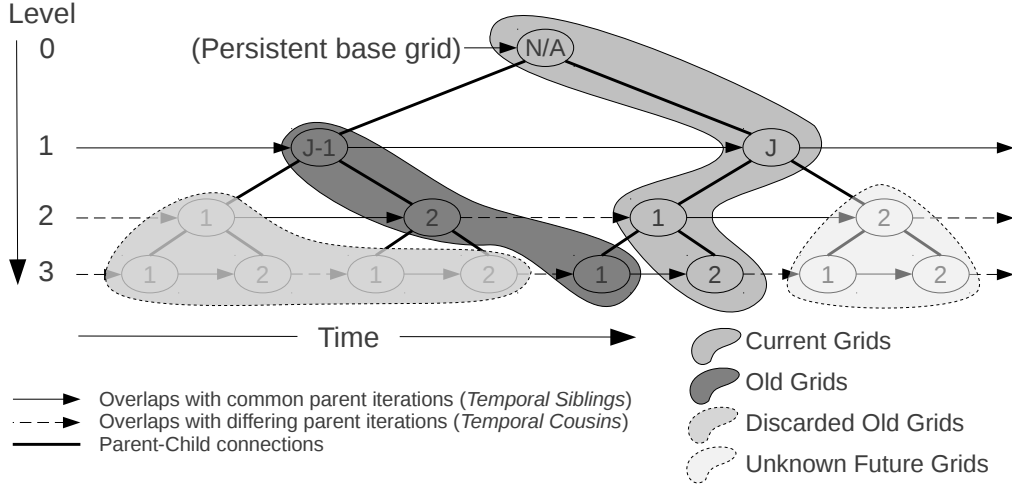 Level
0 (Persistent base grid) N/A
1 J-1 J
2 1 2 1 2
3 1 2 1 2 1 2 1 2
Time
Current Grids
Old Grids
Discarded Old Grids
Unknown Future Grids
Overlaps with common parent iterations (Temporal Siblings)
Overlaps with differing parent iterations (Temporal Cousins)
Parent-Child connections